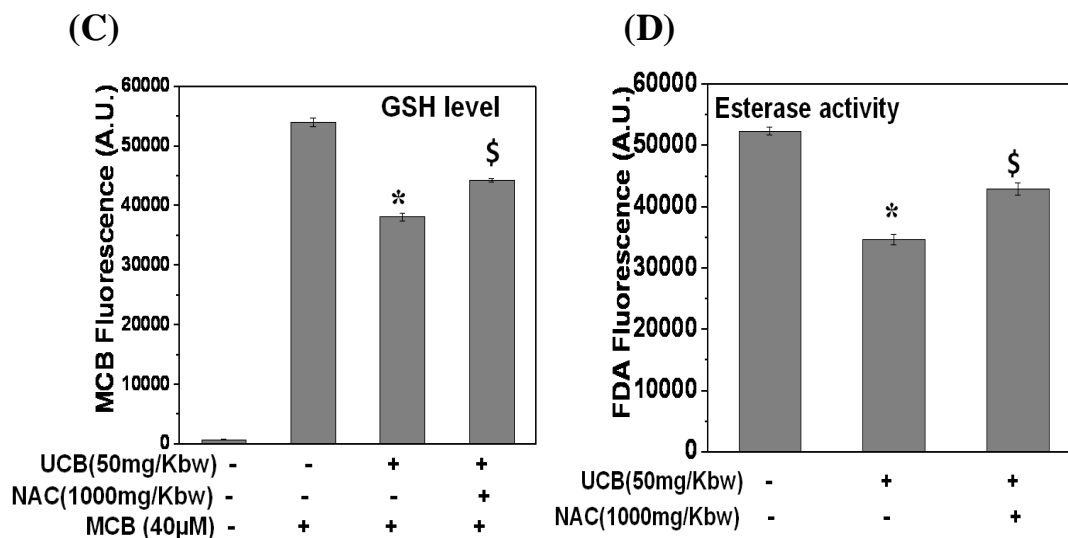 (C)
GSH level
MCB Fluorescence (A.U.)
60000
50000
40000
30000
20000
10000
0
*
$
UCB(50mg/Kbw) - - + +
NAC(1000mg/Kbw) - - - +
MCB (40µM) - + + +
(D)
Esterase activity
FDA Fluorescence (A.U.)
60000
50000
40000
30000
20000
10000
0
*
$
UCB(50mg/Kbw) - + +
NAC(1000mg/Kbw) - - +